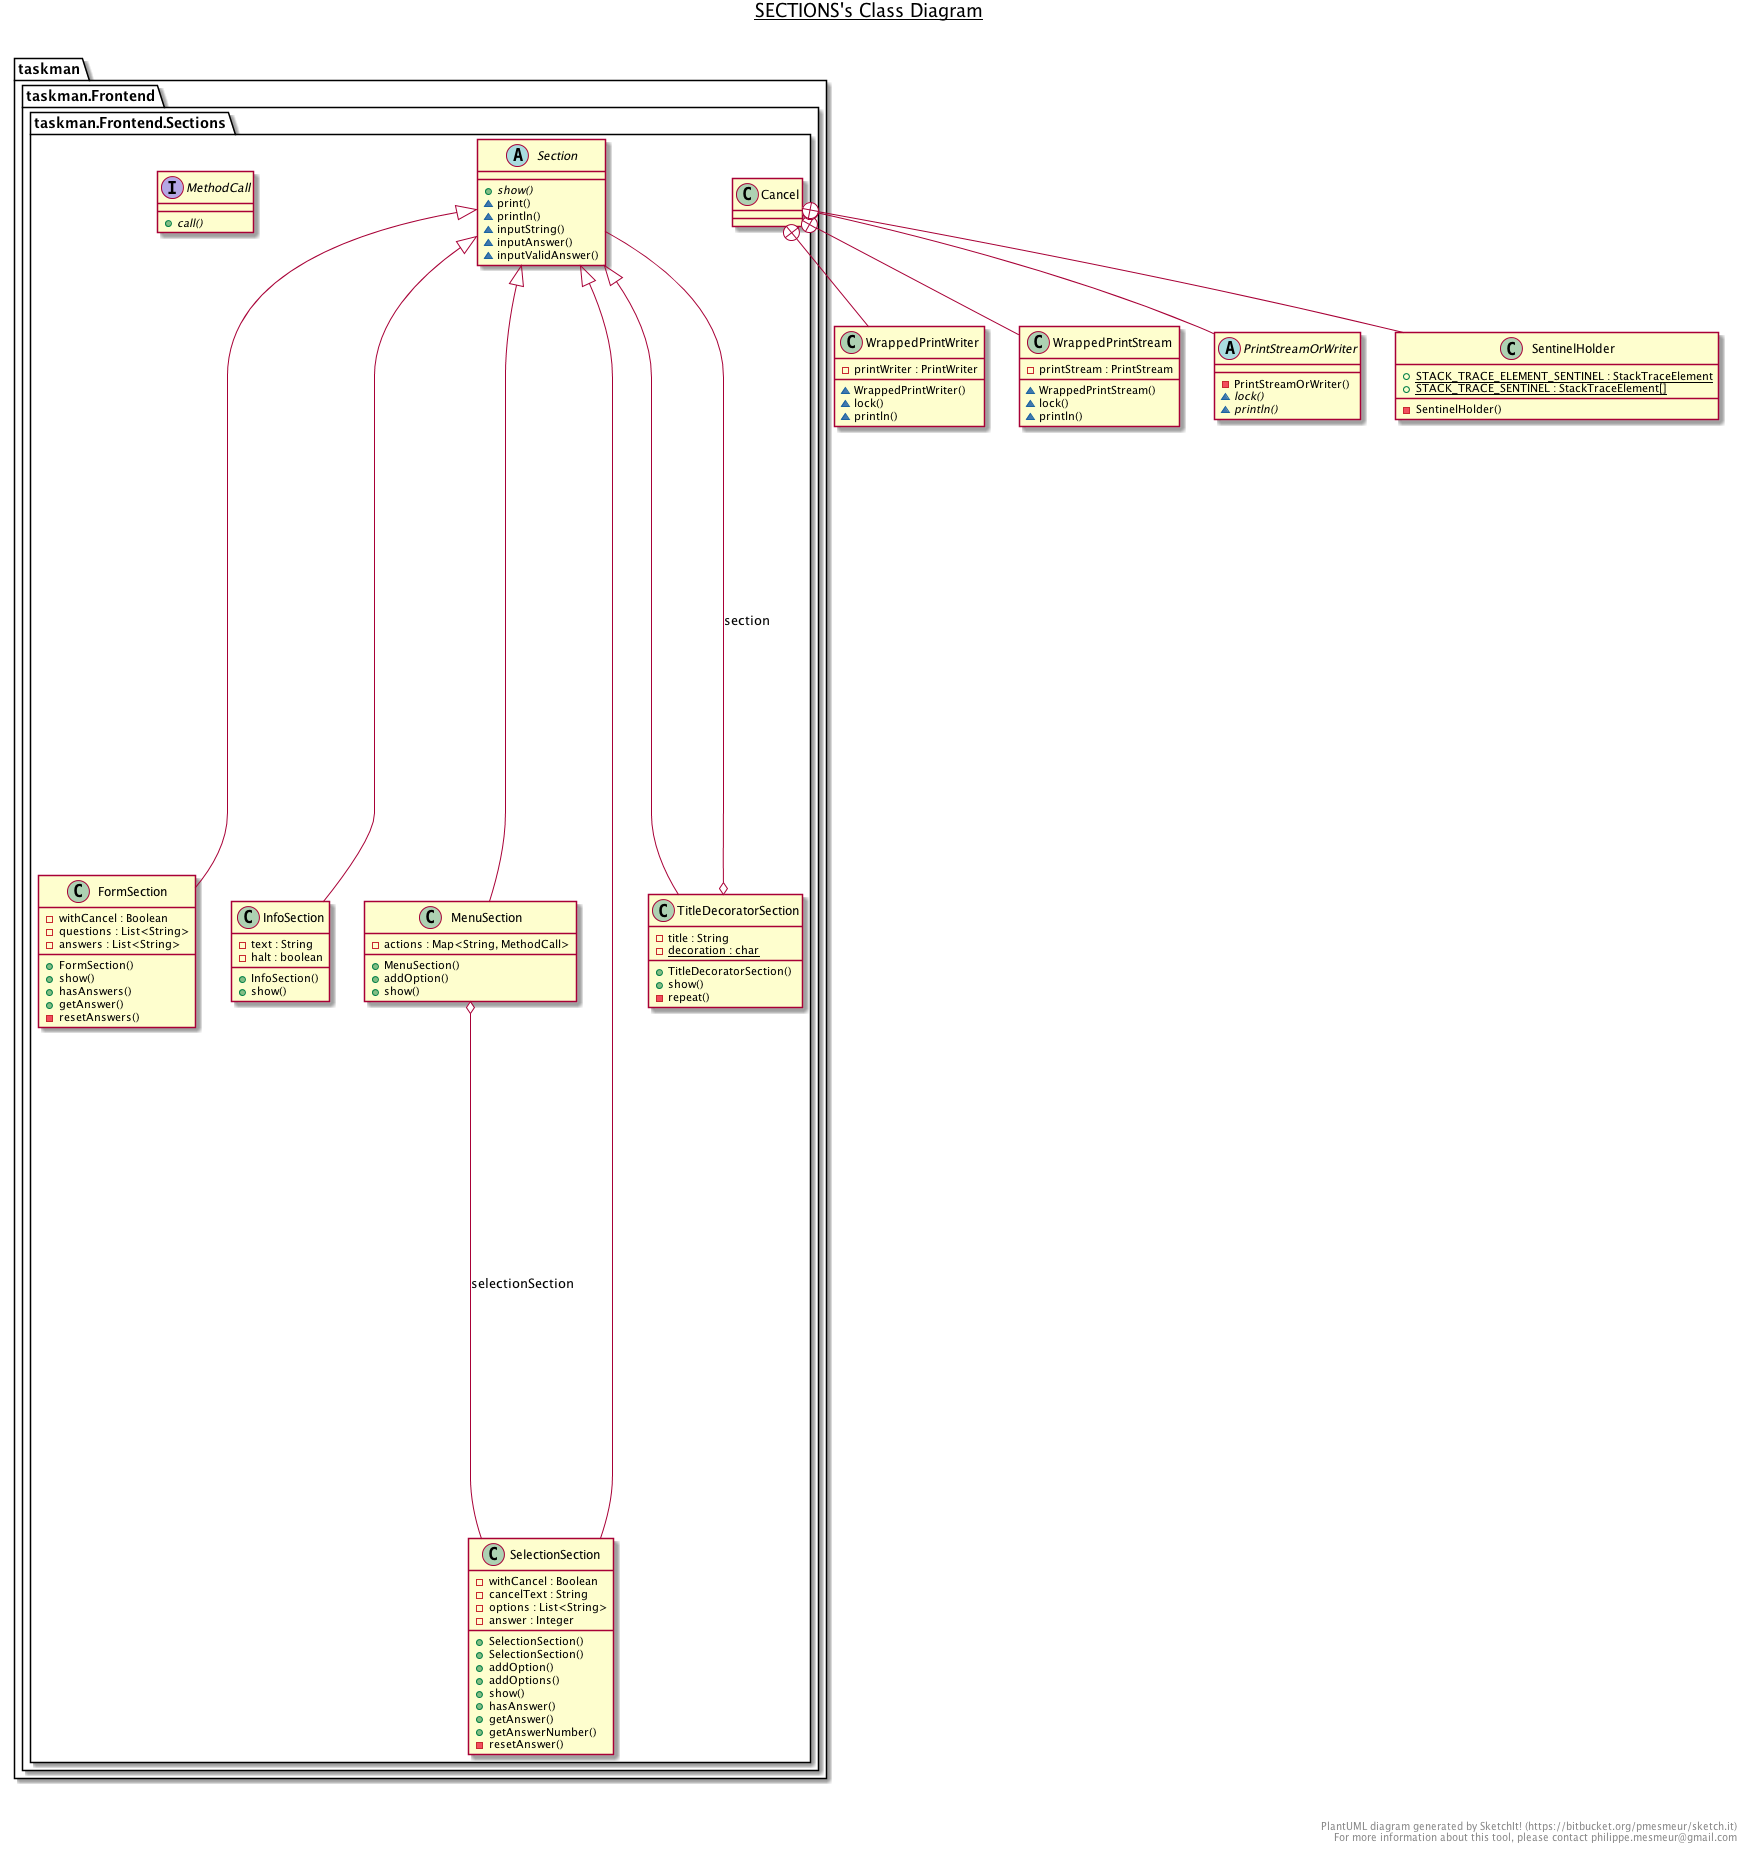 SECTIONS's Class Diagram
taskman
taskman.Frontend
taskman.Frontend.Sections
I MethodCall
call()
A Section
show()
print()
println()
inputString()
inputAnswer()
inputValidAnswer()
C Cancel
C WrappedPrintWriter
printWriter : PrintWriter
WrappedPrintWriter()
lock()
println()
C WrappedPrintStream
printStream : PrintStream
WrappedPrintStream()
lock()
println()
A PrintStreamOrWriter
PrintStreamOrWriter()
lock()
println()
C SentinelHolder
STACK_TRACE_ELEMENT_SENTINEL : StackTraceElement
STACK_TRACE_SENTINEL : StackTraceElement[]
SentinelHolder()
section
C FormSection
withCancel : Boolean
questions : List<String>
answers : List<String>
FormSection()
show()
hasAnswers()
getAnswer()
resetAnswers()
C InfoSection
text : String
halt : boolean
InfoSection()
show()
C MenuSection
actions : Map<String, MethodCall>
MenuSection()
addOption()
show()
C TitleDecoratorSection
title : String
decoration : char
TitleDecoratorSection()
show()
repeat()
selectionSection
C SelectionSection
withCancel : Boolean
cancelText : String
options : List<String>
answer : Integer
SelectionSection()
SelectionSection()
addOption()
addOptions()
show()
hasAnswer()
getAnswer()
getAnswerNumber()
resetAnswer()
PlantUML diagram generated by SketchIt! (https://bitbucket.org/pmesmeur/sketch.it)
For more information about this tool, please contact philippe.mesmeur@gmail.com